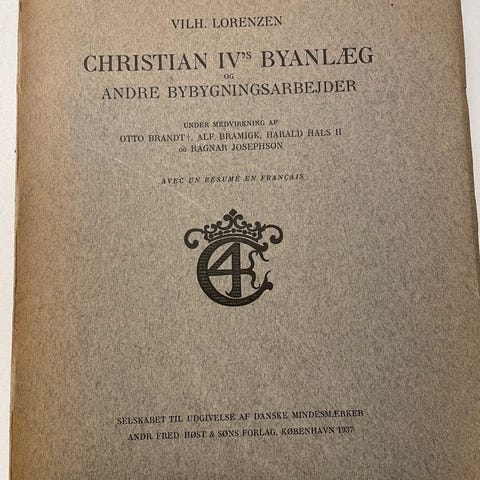 VILH. LORENZEN
CHRISTIAN IV'S BYANLÆG
OG
ANDRE BYBYGNINGSARBEJDER
UNDER MEDVIRKNING AF
OTTO BRANDT†, ALF. BRAMIGK, HARALD HALS II
OG RAGNAR JOSEPHSON
AVEC UN RÉSUMÉ EN FRANÇAIS
C4
SELSKABET TIL UDGIVELSE AF DANSKE MINDESMÆRKER
ANDR. FRED. HØST & SØNS FORLAG, KØBENHAVN 1937